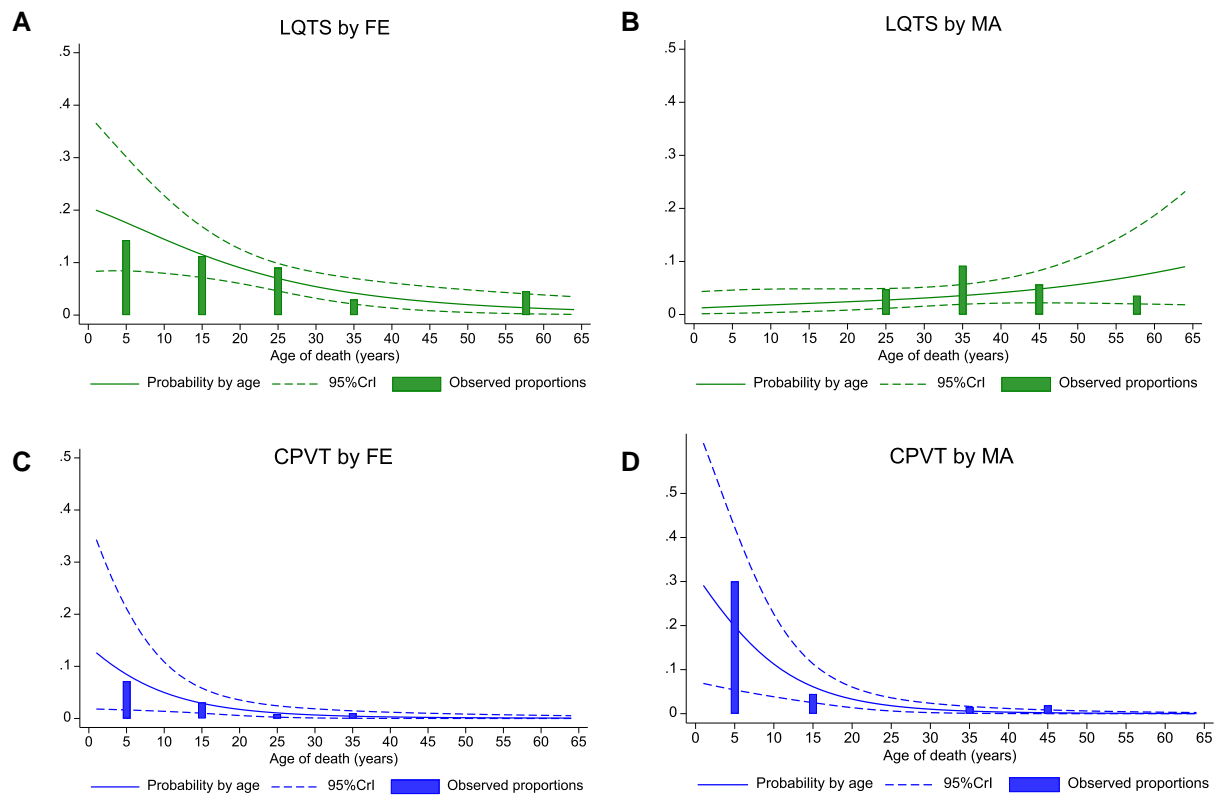 A
LQTS by FE
.5
.4
.3
.2
.1
0
0 5 10 15 20 25 30 35 40 45 50 55 60 65
Age of death (years)
Probability by age 95%CrI Observed proportions
B
LQTS by MA
.5
.4
.3
.2
.1
0
0 5 10 15 20 25 30 35 40 45 50 55 60 65
Age of death (years)
Probability by age 95%CrI Observed proportions
C
CPVT by FE
.5
.4
.3
.2
.1
0
0 5 10 15 20 25 30 35 40 45 50 55 60 65
Age of death (years)
Probability by age 95%CrI Observed proportions
D
CPVT by MA
.5
.4
.3
.2
.1
0
0 5 10 15 20 25 30 35 40 45 50 55 60 65
Age of death (years)
Probability by age 95%CrI Observed proportions